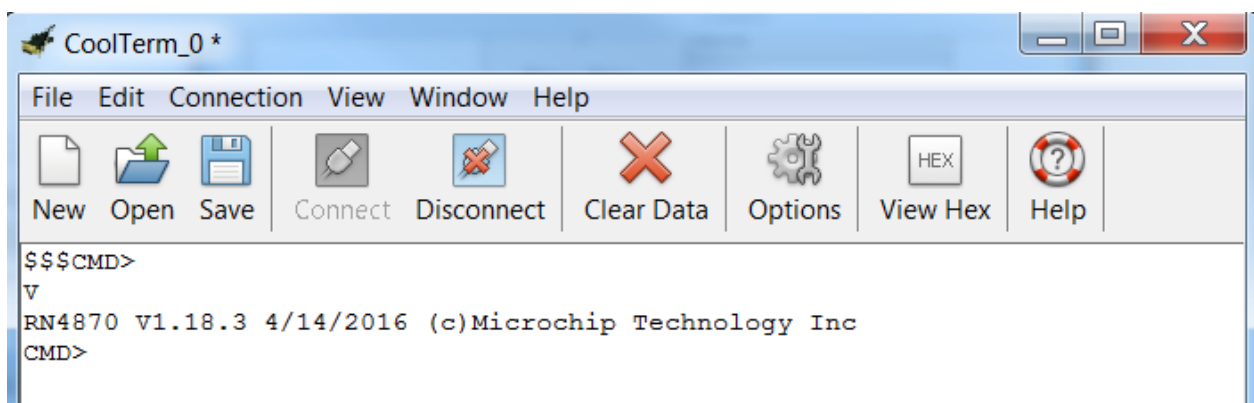 CoolTerm_0 *
File Edit Connection View Window Help
HEX
New Open Save Connect Disconnect Clear Data Options View Hex Help
$$$CMD>
V
RN4870 V1.18.3 4/14/2016 (c)Microchip Technology Inc
CMD>